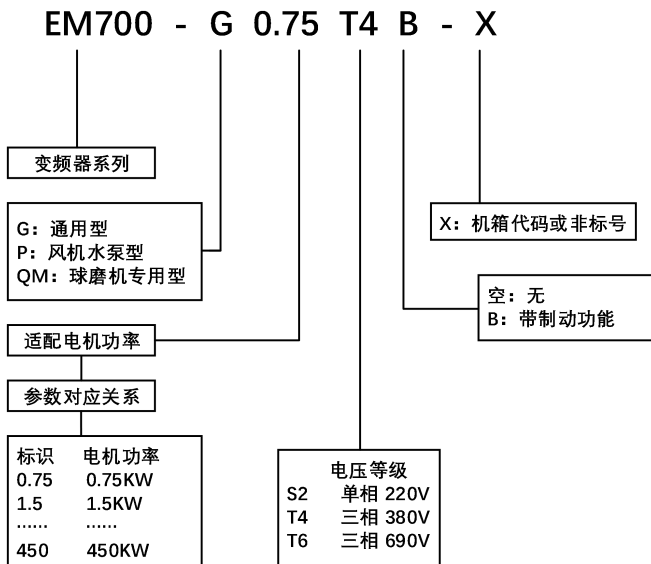 EM700 - G 0.75 T4 B - X
变频器系列
G：通用型
P：风机水泵型
QM：球磨机专用型
X：机箱代码或非标号
空：无
B：带制动功能
适配电机功率
参数对应关系
标识 电机功率
0.75 0.75KW
1.5 1.5KW
...... ......
450 450KW
电压等级
S2 单相 220V
T4 三相 380V
T6 三相 690V